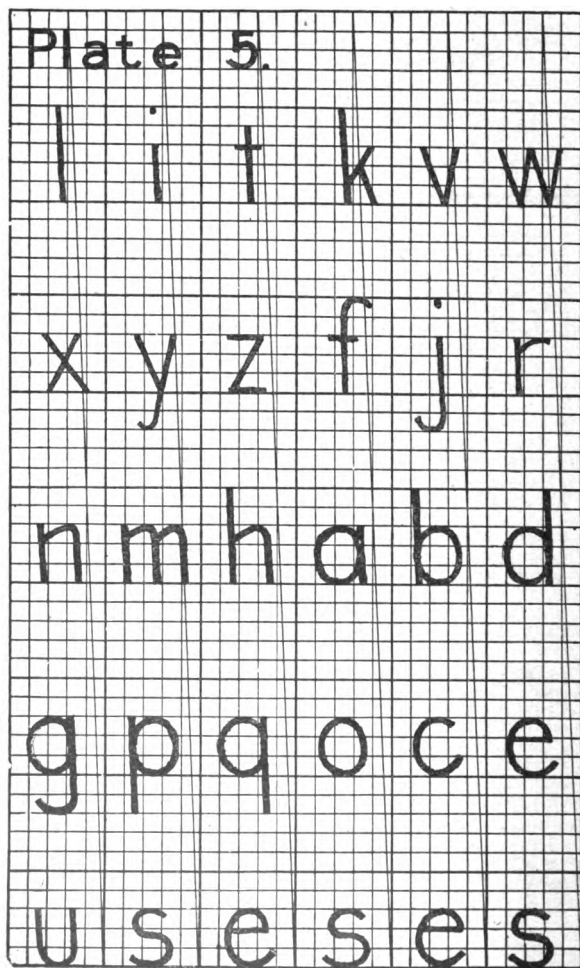 Plate 5.
l i t k v w
x y z f j r
n m h a b d
g p q o c e
u s e s e s